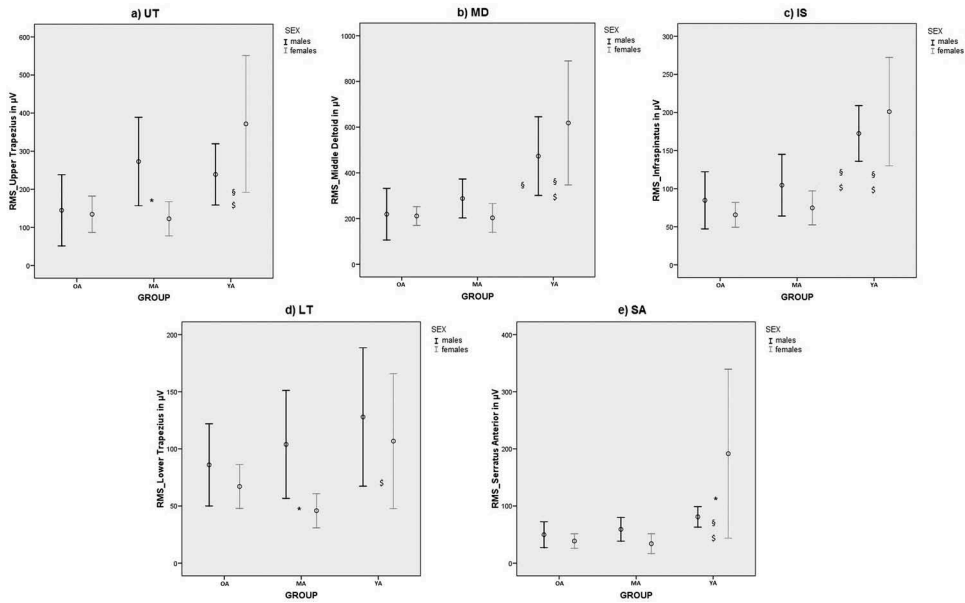 a) UT
RMS_Upper Trapezius in µV
600
500
400
300
200
100
0
*
§
$
OA
MA
YA
GROUP
SEX
males
females
b) MD
RMS_Middle Deltoid in µV
1000
800
600
400
200
0
§
§
$
OA
MA
YA
GROUP
SEX
males
females
c) IS
RMS_Infraspinatus in µV
300
250
200
150
100
50
0
§
$
§
$
OA
MA
YA
GROUP
SEX
males
females
d) LT
RMS_Lower Trapezius in µV
200
150
100
50
0
*
$
OA
MA
YA
GROUP
SEX
males
females
e) SA
RMS_Serratus Anterior in µV
400
300
200
100
0
*
§
$
OA
MA
YA
GROUP
SEX
males
females